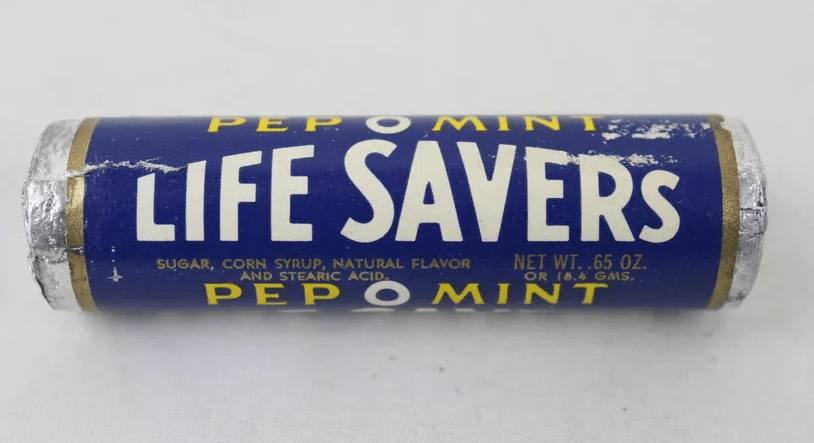 PEP O MINT
LIFE SAVERS
SUGAR, CORN SYRUP, NATURAL FLAVOR
AND STEARIC ACID.
NET WT. .65 OZ.
OR 18.4 GMS.
PEP O MINT